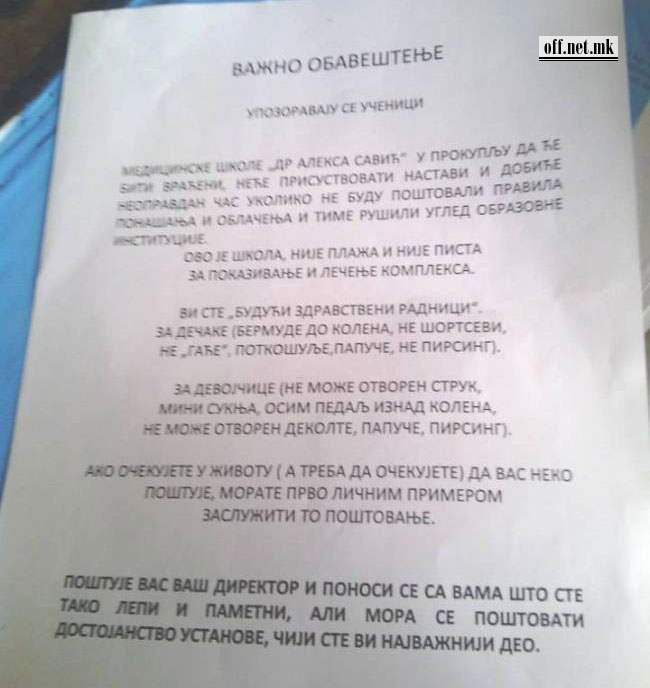 off.net.mk
ВАЖНО ОБАВЕШТЕЊЕ
УПОЗОРАВАЈУ СЕ УЧЕНИЦИ
МЕДИЦИНСКЕ ШКОЛЕ „ДР АЛЕКСА САВИЋ“ У ПРОКУПЉУ ДА ЋЕ
БИТИ ВРАЋЕНИ, НЕЋЕ ПРИСУСТВОВАТИ НАСТАВИ И ДОБИЋЕ
НЕОПРАВДАН ЧАС УКОЛИКО НЕ БУДУ ПОШТОВАЛИ ПРАВИЛА
ПОНАШАЊА И ОБЛАЧЕЊА И ТИМЕ РУШИЛИ УГЛЕД ОБРАЗОВНЕ
ИНСТИТУЦИЈЕ.
ОВО ЈЕ ШКОЛА, НИЈЕ ПЛАЖА И НИЈЕ ПИСТА
ЗА ПОКАЗИВАЊЕ И ЛЕЧЕЊЕ КОМПЛЕКСА.
ВИ СТЕ „БУДУЋИ ЗДРАВСТВЕНИ РАДНИЦИ“.
ЗА ДЕЧАКЕ (БЕРМУДЕ ДО КОЛЕНА, НЕ ШОРТСЕВИ,
НЕ „ГАЋЕ“, ПОТКОШУЉЕ,ПАПУЧЕ, НЕ ПИРСИНГ).
ЗА ДЕВОЈЧИЦЕ (НЕ МОЖЕ ОТВОРЕН СТРУК,
МИНИ СУКЊА, ОСИМ ПЕДАЉ ИЗНАД КОЛЕНА,
НЕ МОЖЕ ОТВОРЕН ДЕКОЛТЕ, ПАПУЧЕ, ПИРСИНГ).
АКО ОЧЕКУЈЕТЕ У ЖИВОТУ ( А ТРЕБА ДА ОЧЕКУЈЕТЕ) ДА ВАС НЕКО
ПОШТУЈЕ, МОРАТЕ ПРВО ЛИЧНИМ ПРИМЕРОМ
ЗАСЛУЖИТИ ТО ПОШТОВАЊЕ.
ПОШТУЈЕ ВАС ВАШ ДИРЕКТОР И ПОНОСИ СЕ СА ВАМА ШТО СТЕ
ТАКО ЛЕПИ И ПАМЕТНИ, АЛИ МОРА СЕ ПОШТОВАТИ
ДОСТОЈАНСТВО УСТАНОВЕ, ЧИЈИ СТЕ ВИ НАЈВАЖНИЈИ ДЕО.